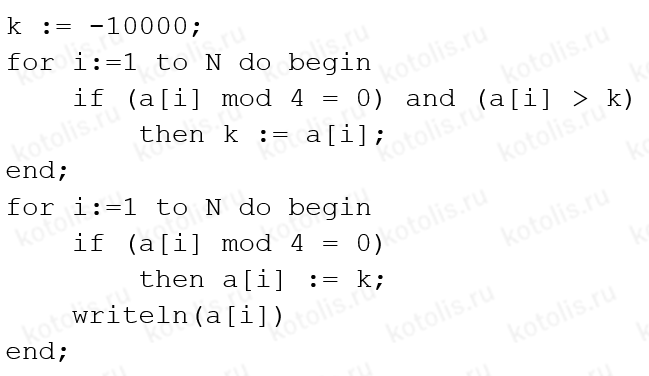 k := -10000;
for i:=1 to N do begin
    if (a[i] mod 4 = 0) and (a[i] > k)
        then k := a[i];
end;
for i:=1 to N do begin
    if (a[i] mod 4 = 0)
        then a[i] := k;
    writeln(a[i])
end;
kotolis.ru